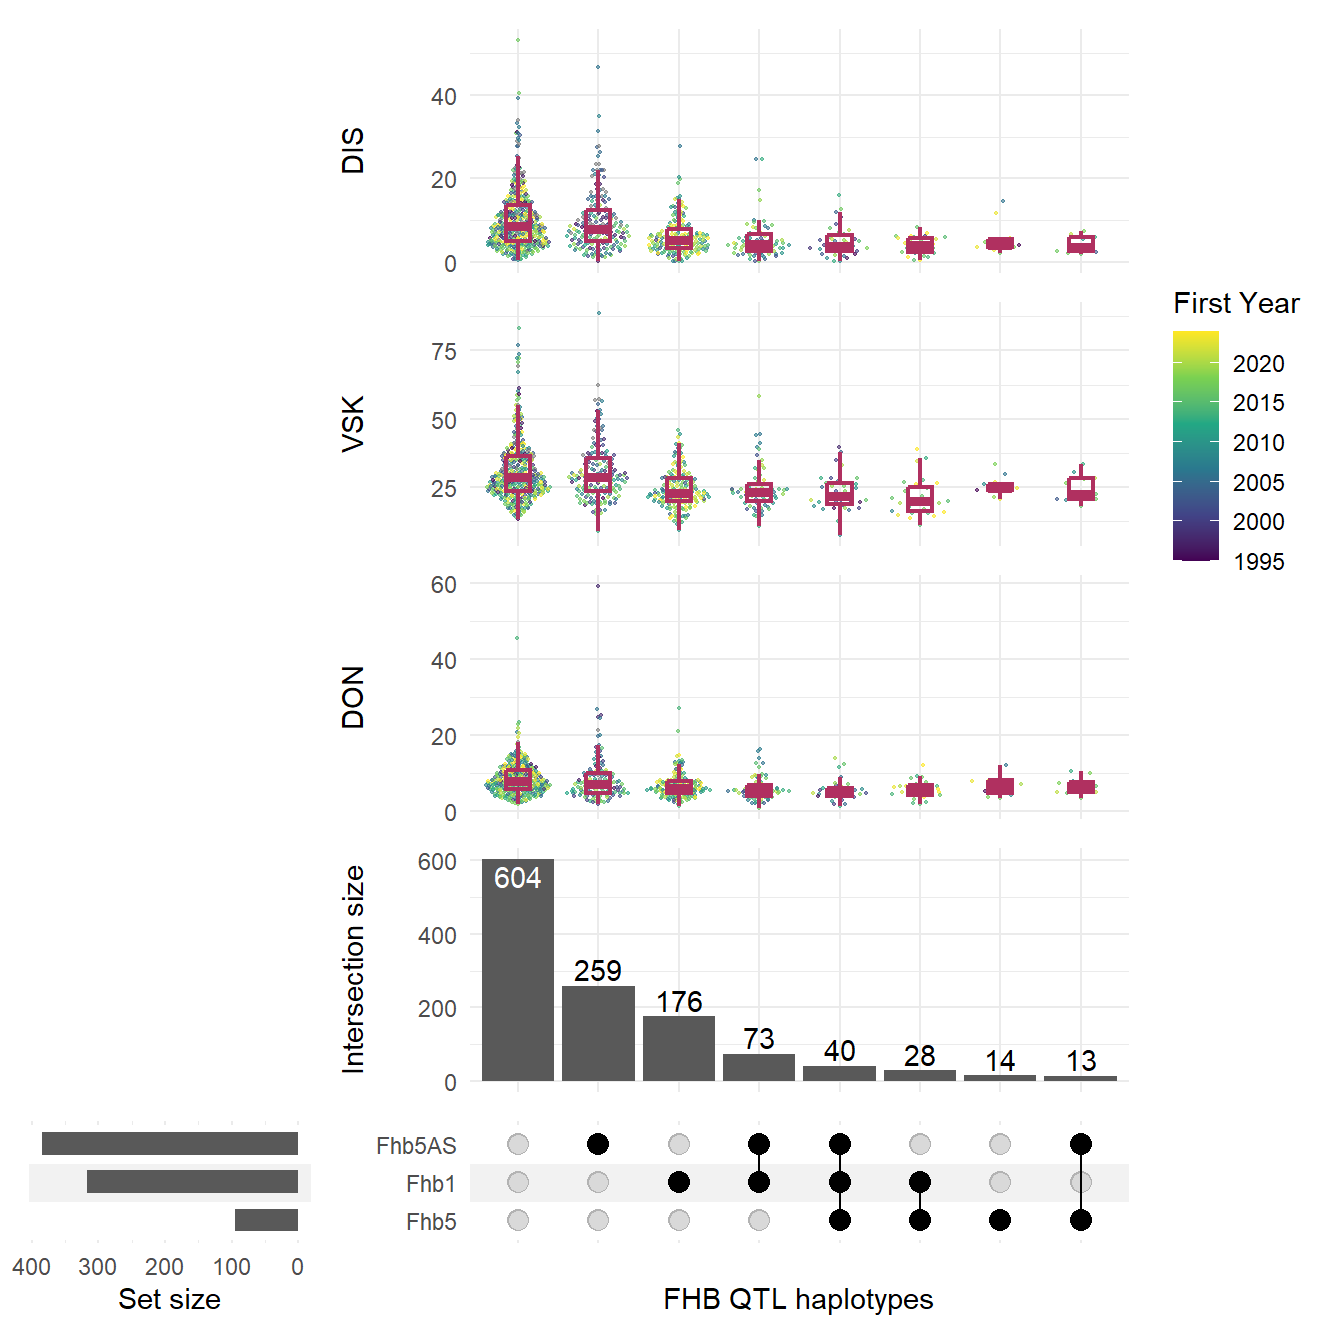 DIS
40
20
0
VSK
75
50
25
DON
60
40
20
0
First Year
2020
2015
2010
2005
2000
1995
Intersection size
600
400
200
0
604
259
176
73
40
28
14
13
Fhb5AS
Fhb1
Fhb5
400 300 200 100 0
Set size
FHB QTL haplotypes